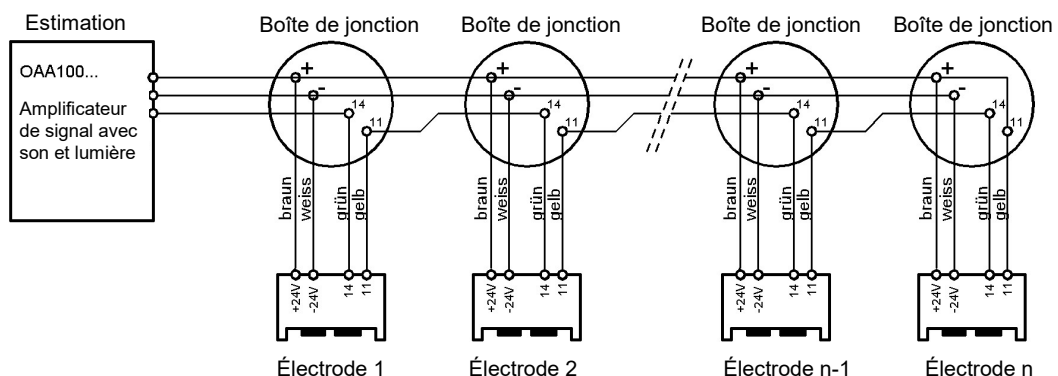 Estimation
Boîte de jonction Boîte de jonction Boîte de jonction Boîte de jonction
OAA100...
Amplificateur
de signal avec
son et lumière
+ + + +
- - - -
14 14 14 14
11 11 11 11
braun weiss grün gelb braun weiss grün gelb braun weiss grün gelb braun weiss grün gelb
+24V -24V 14 11 +24V -24V 14 11 +24V -24V 14 11 +24V -24V 14 11
Électrode 1 Électrode 2 Électrode n-1 Électrode n